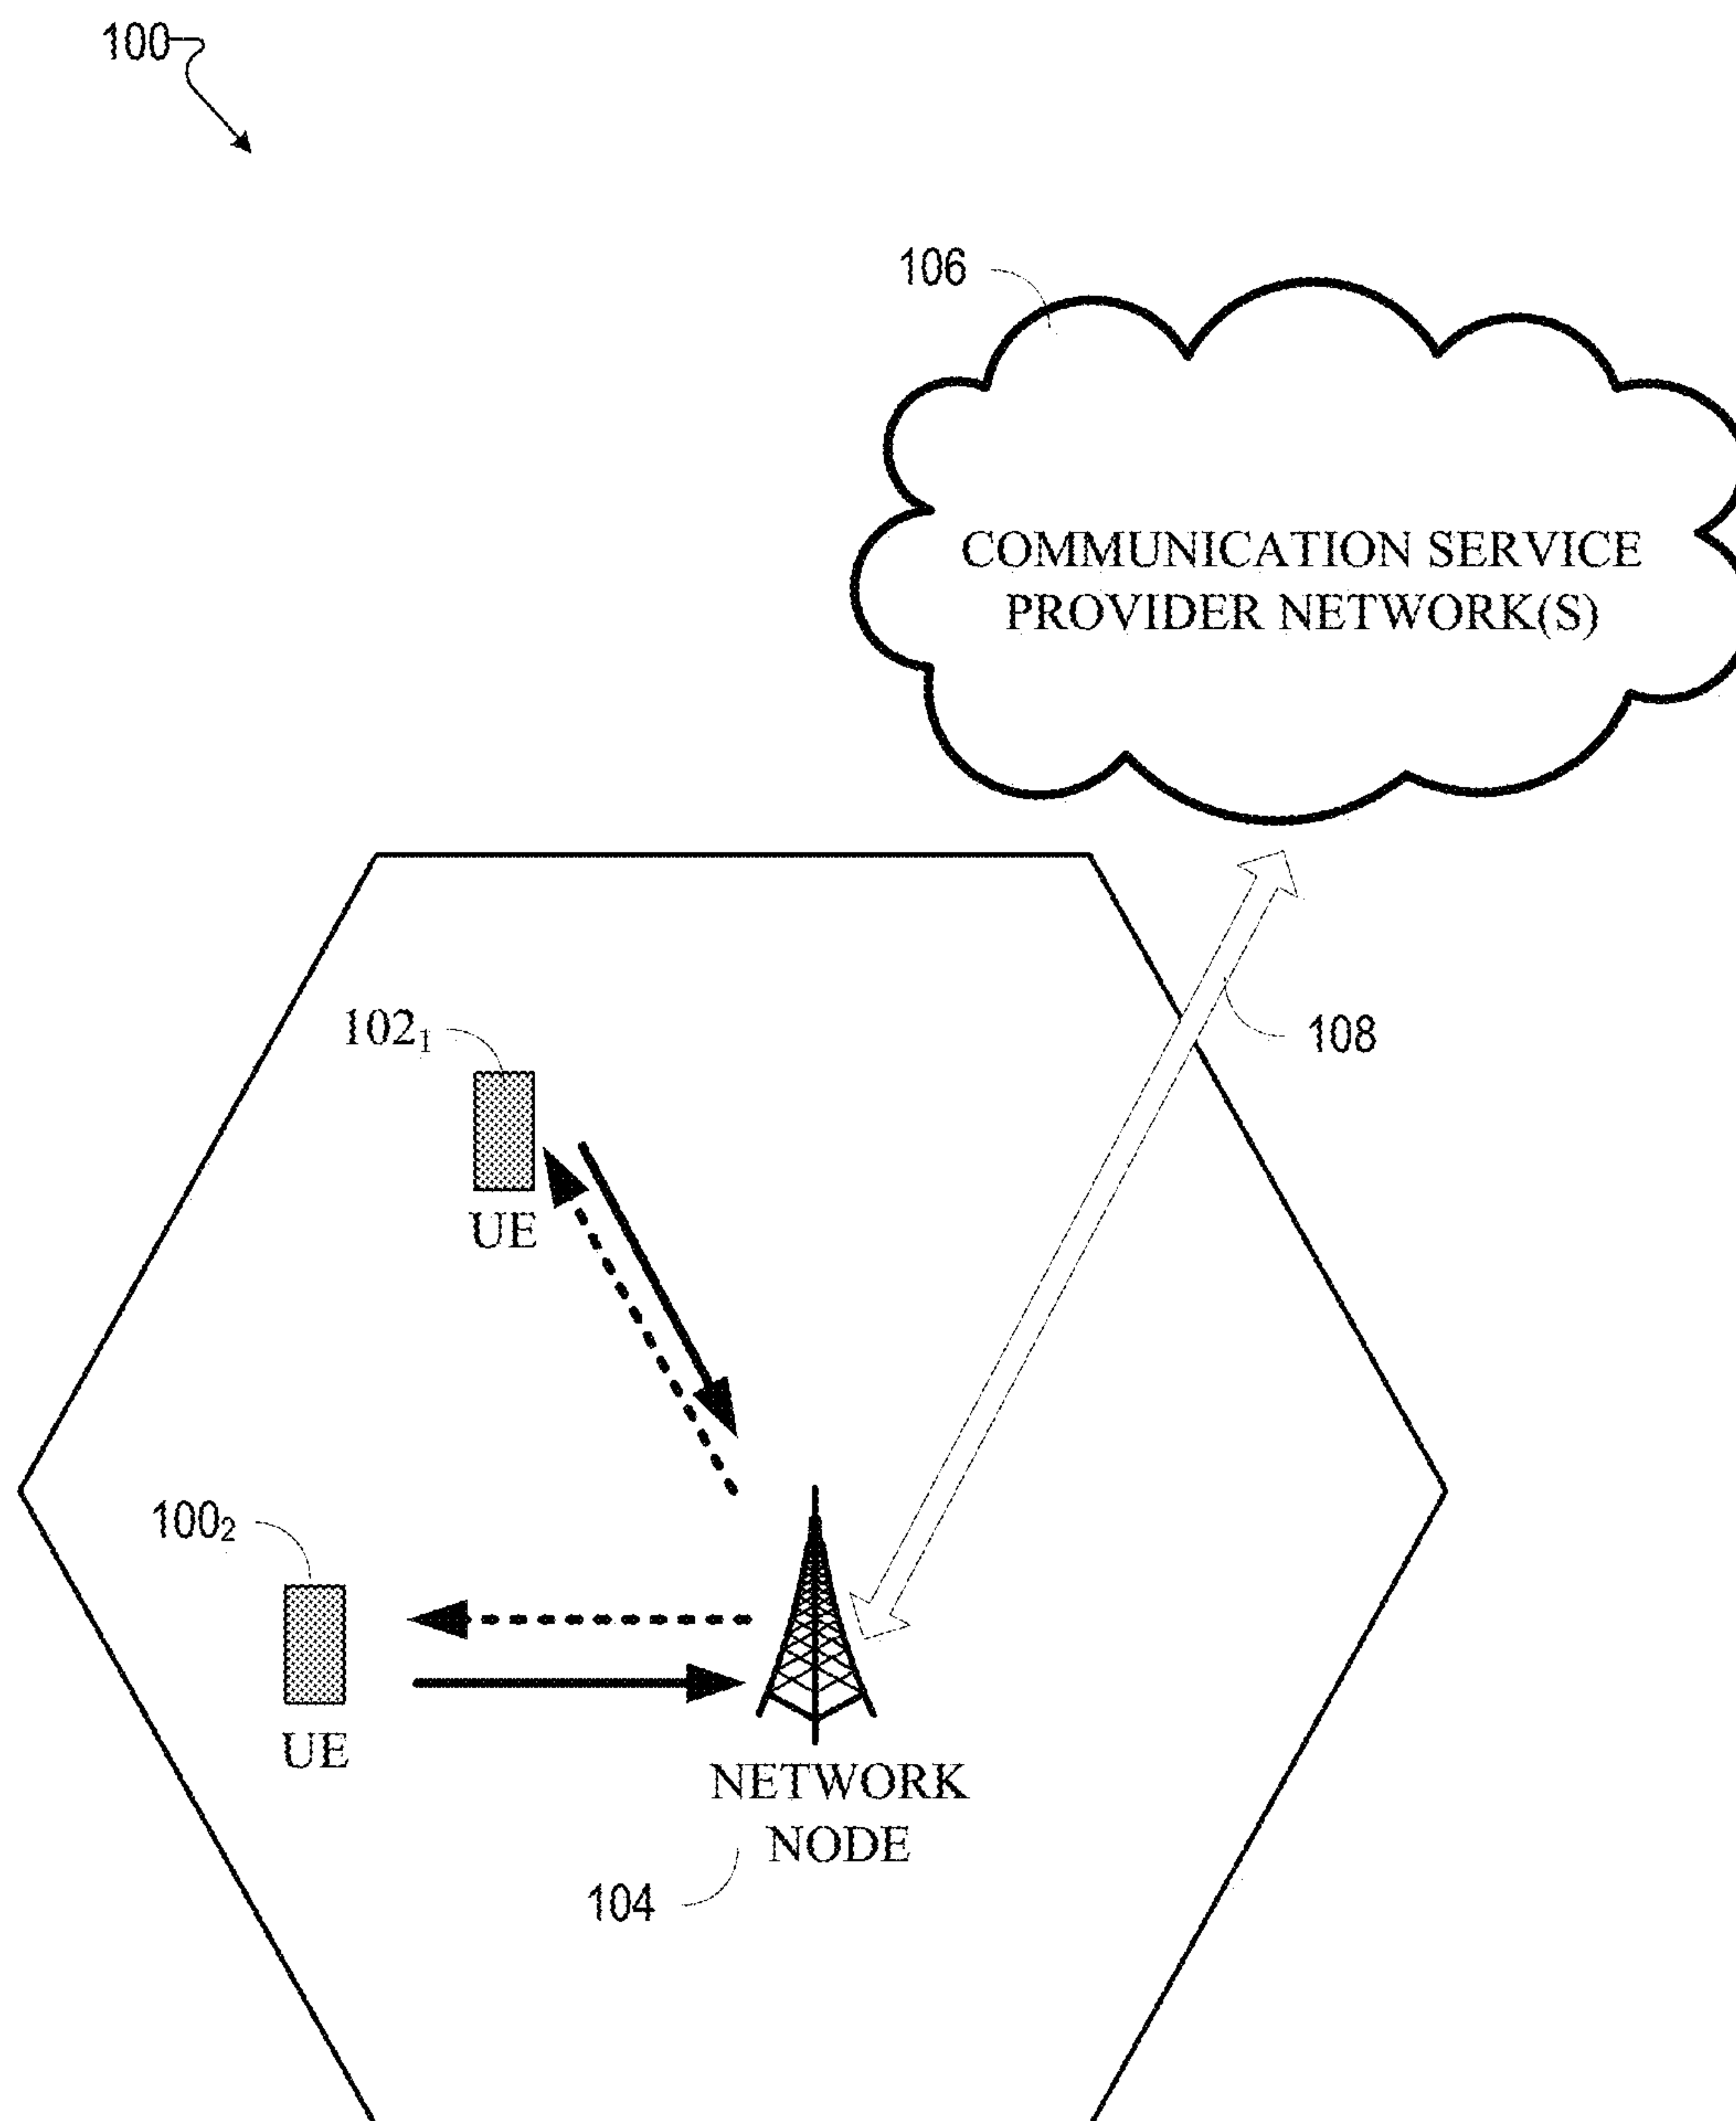 100
106
COMMUNICATION SERVICE
PROVIDER NETWORK(S)
108
102₁
UE
100₂
UE
NETWORK
NODE
104